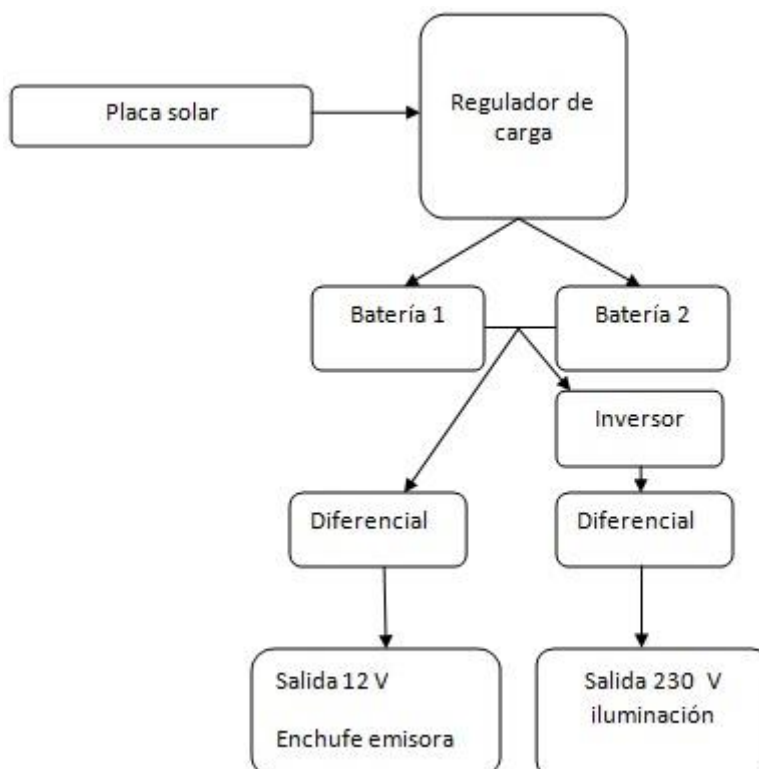 Placa solar
Regulador de
carga
Batería 1
Batería 2
Inversor
Diferencial
Diferencial
Salida 12 V
Enchufe emisora
Salida 230 V
iluminación